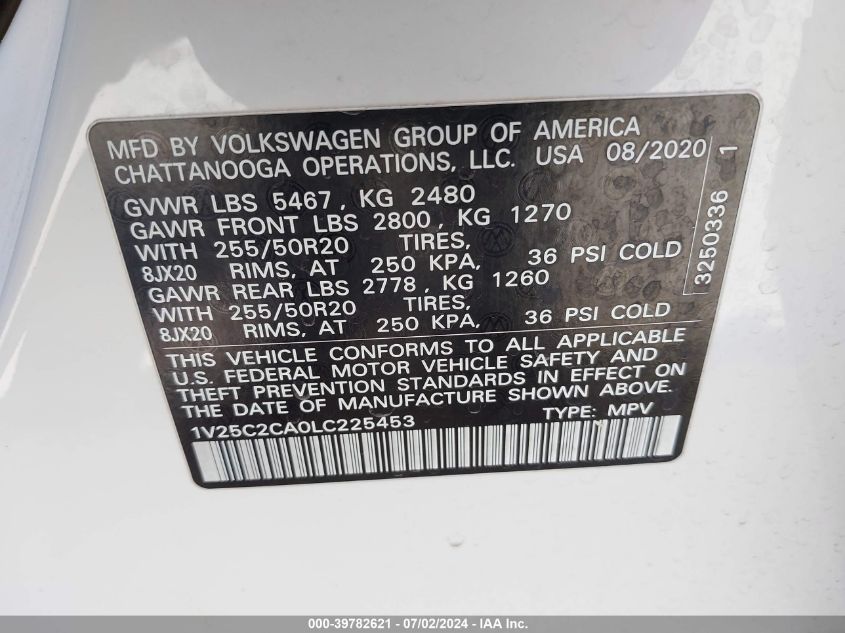 MFD BY VOLKSWAGEN GROUP OF AMERICA
CHATTANOOGA OPERATIONS, LLC. USA 08/2020
GVWR LBS 5467, KG 2480
GAWR FRONT LBS 2800, KG 1270
WITH 255/50R20 TIRES,
8JX20 RIMS, AT 250 KPA, 36 PSI COLD
GAWR REAR LBS 2778, KG 1260
WITH 255/50R20 TIRES,
8JX20 RIMS, AT 250 KPA, 36 PSI COLD
THIS VEHICLE CONFORMS TO ALL APPLICABLE
U.S. FEDERAL MOTOR VEHICLE SAFETY AND
THEFT PREVENTION STANDARDS IN EFFECT ON
THE DATE OF MANUFACTURE SHOWN ABOVE.
1V25C2CA0LC225453 TYPE: MPV
3250336 1
000-39782621 - 07/02/2024 - IAA Inc.